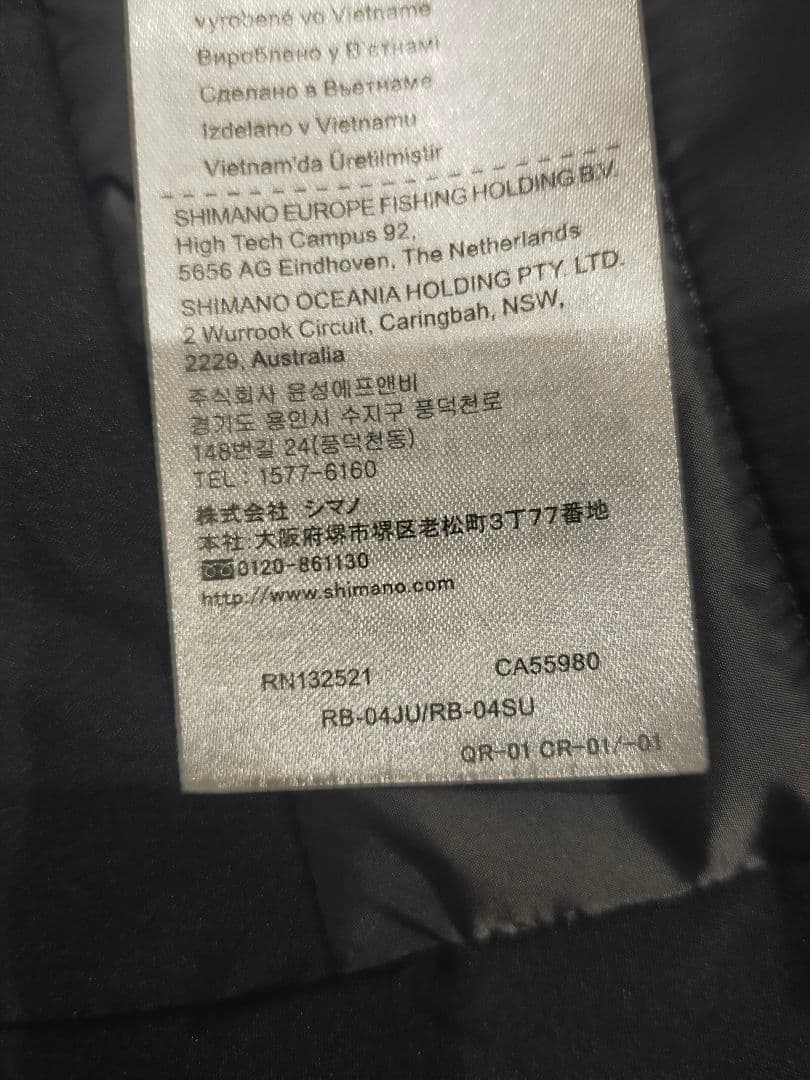 vyrobené vo Vietname
Вироблено у В'єтнамі
Сделано в Вьетнаме
Izdelano v Vietnamu
Vietnam'da Üretilmiştir
SHIMANO EUROPE FISHING HOLDING B.V.
High Tech Campus 92,
5656 AG Eindhoven, The Netherlands
SHIMANO OCEANIA HOLDING PTY. LTD.
2 Wurrook Circuit, Caringbah, NSW,
2229, Australia
주식회사 윤성에프앤비
경기도 용인시 수지구 풍덕천로
148번길 24(풍덕천동)
TEL : 1577-6160
株式会社 シマノ
本社:大阪府堺市堺区老松町3丁77番地
0120-861130
http://www.shimano.com
RN132521 CA55980
RB-04JU/RB-04SU
QR-01 CR-01/-01